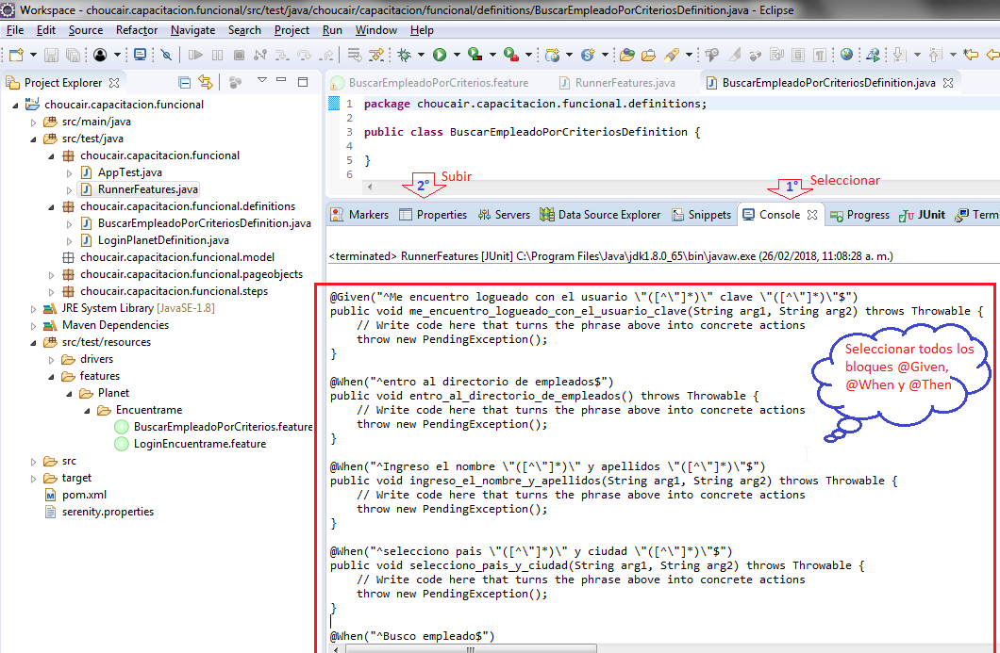 Workspace - choucair.capacitacion.funcional/src/test/java/choucair/capacitacion/funcional/definitions/BuscarEmpleadoPorCriteriosDefinition.java - Eclipse
File Edit Source Refactor Navigate Search Project Run Window Help
Project Explorer
choucair.capacitacion.funcional
src/main/java
src/test/java
choucair.capacitacion.funcional
AppTest.java
RunnerFeatures.java
choucair.capacitacion.funcional.definitions
BuscarEmpleadoPorCriteriosDefinition.java
LoginPlanetDefinition.java
choucair.capacitacion.funcional.model
choucair.capacitacion.funcional.pageobjects
choucair.capacitacion.funcional.steps
JRE System Library [JavaSE-1.8]
Maven Dependencies
src/test/resources
drivers
features
Planet
Encuentrame
BuscarEmpleadoPorCriterios.feature
LoginEncuentrame.feature
src
target
pom.xml
serenity.properties
BuscarEmpleadoPorCriterios.feature RunnerFeatures.java BuscarEmpleadoPorCriteriosDefinition.java
1 package choucair.capacitacion.funcional.definitions;
2
3 public class BuscarEmpleadoPorCriteriosDefinition {
4
5 }
6
2° Subir
1° Seleccionar
Markers Properties Servers Data Source Explorer Snippets Console Progress JUnit Term
<terminated> RunnerFeatures [JUnit] C:\Program Files\Java\jdk1.8.0_65\bin\javaw.exe (26/02/2018, 11:08:28 a. m.)
@Given("^Me encuentro logueado con el usuario \"([^\"]*)\" clave \"([^\"]*)\"$")
public void me_encuentro_logueado_con_el_usuario_clave(String arg1, String arg2) throws Throwable {
// Write code here that turns the phrase above into concrete actions
throw new PendingException();
}
@When("^entro al directorio de empleados$")
public void entro_al_directorio_de_empleados() throws Throwable {
// Write code here that turns the phrase above into concrete actions
throw new PendingException();
}
@When("^Ingreso el nombre \"([^\"]*)\" y apellidos \"([^\"]*)\"$")
public void ingreso_el_nombre_y_apellidos(String arg1, String arg2) throws Throwable {
// Write code here that turns the phrase above into concrete actions
throw new PendingException();
}
@When("^selecciono pais \"([^\"]*)\" y ciudad \"([^\"]*)\"$")
public void selecciono_pais_y_ciudad(String arg1, String arg2) throws Throwable {
// Write code here that turns the phrase above into concrete actions
throw new PendingException();
}
@When("^Busco empleado$")
Seleccionar todos los
bloques @Given,
@When y @Then